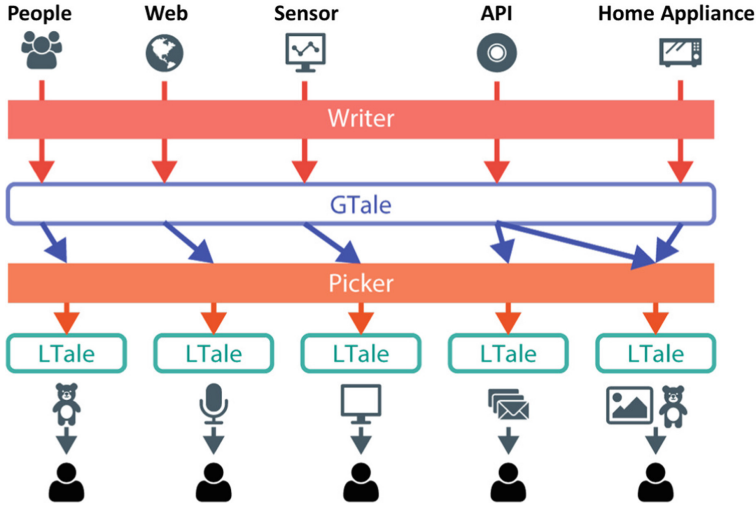 People Web Sensor API Home Appliance
Writer
GTale
Picker
LTale LTale LTale LTale LTale